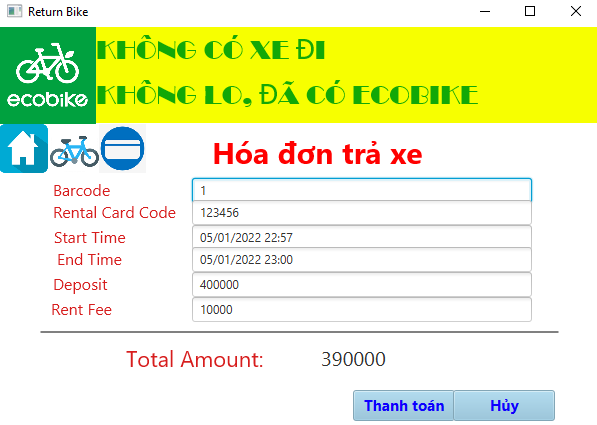 Return Bike
KHÔNG CÓ XE ĐI
KHÔNG LO, ĐÃ CÓ ECOBIKE
ecobike
Hóa đơn trả xe
Barcode 1
Rental Card Code 123456
Start Time 05/01/2022 22:57
End Time 05/01/2022 23:00
Deposit 400000
Rent Fee 10000
Total Amount: 390000
Thanh toán Hủy